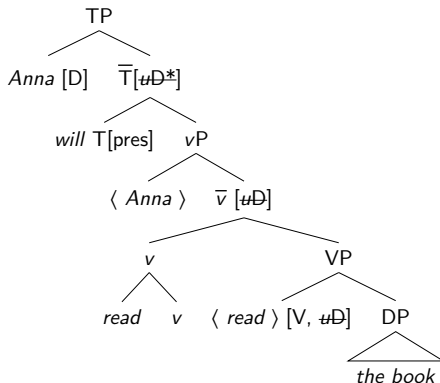 TP
Anna [D] T̅[uD*]
will T[pres] vP
⟨ Anna ⟩ v̅ [uD]
v VP
read v ⟨ read ⟩ [V, uD] DP
the book